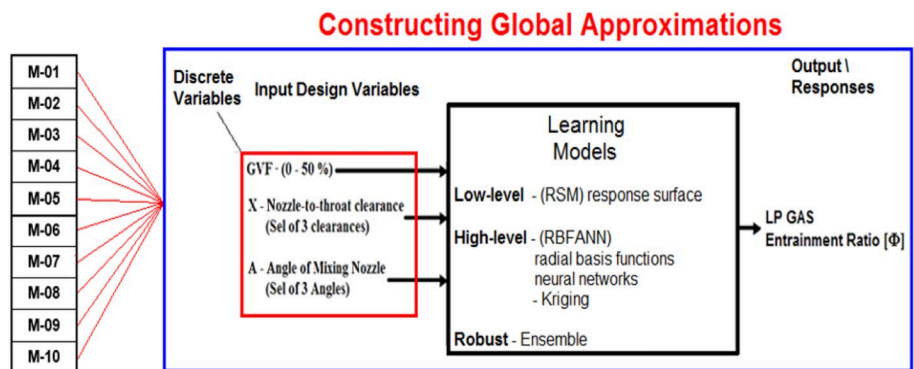 Constructing Global Approximations
M-01
M-02
M-03
M-04
M-05
M-06
M-07
M-08
M-09
M-10
Discrete
Variables
Input Design Variables
Output \
Responses
GVF - (0 - 50 %)
X - Nozzle-to-throat clearance
(Sel of 3 clearances)
A - Angle of Mixing Nozzle
(Sel of 3 Angles)
Learning
Models
Low-level - (RSM) response surface
High-level - (RBFANN)
radial basis functions
neural networks
- Kriging
Robust - Ensemble
LP GAS
Entrainment Ratio [Φ]